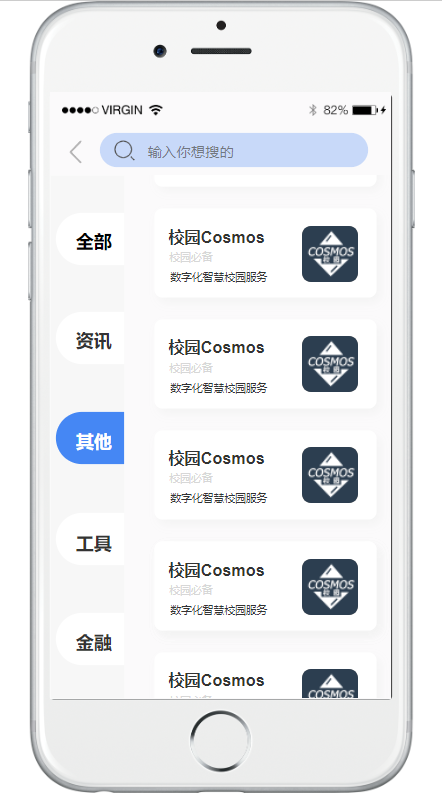 VIRGIN
82%
输入你想搜的
全部
资讯
其他
工具
金融
校园Cosmos
校园必备
数字化智慧校园服务
COSMOS
校园
校园Cosmos
校园必备
数字化智慧校园服务
COSMOS
校园
校园Cosmos
校园必备
数字化智慧校园服务
COSMOS
校园
校园Cosmos
校园必备
数字化智慧校园服务
COSMOS
校园
校园Cosmos
COSMOS